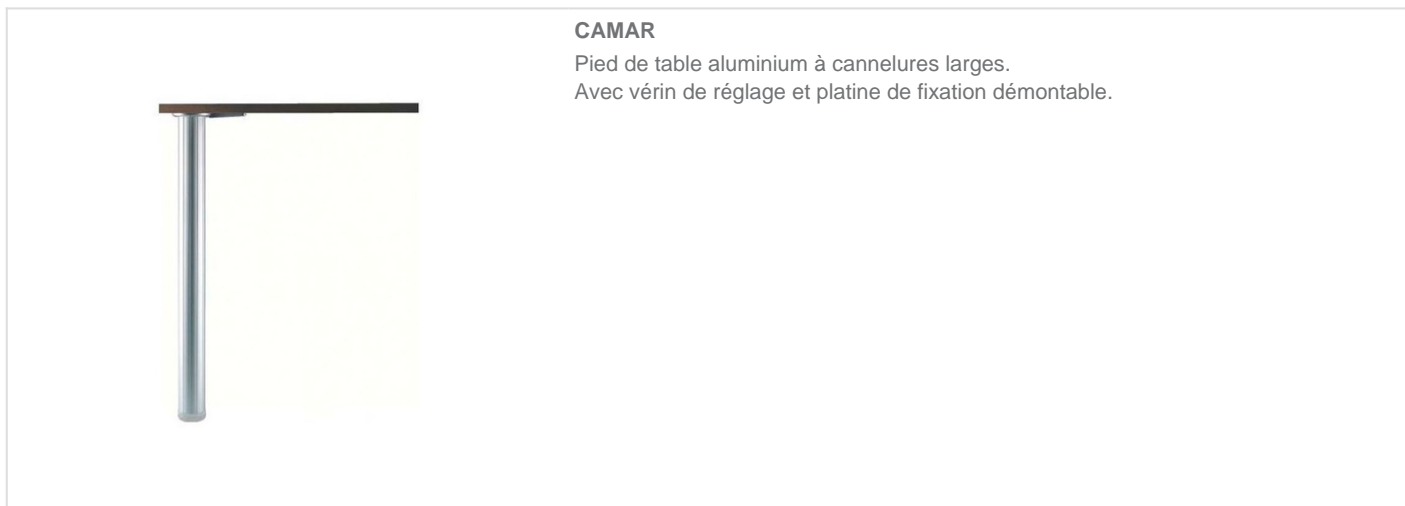 CAMAR
Pied de table aluminium à cannelures larges.
Avec vérin de réglage et platine de fixation démontable.